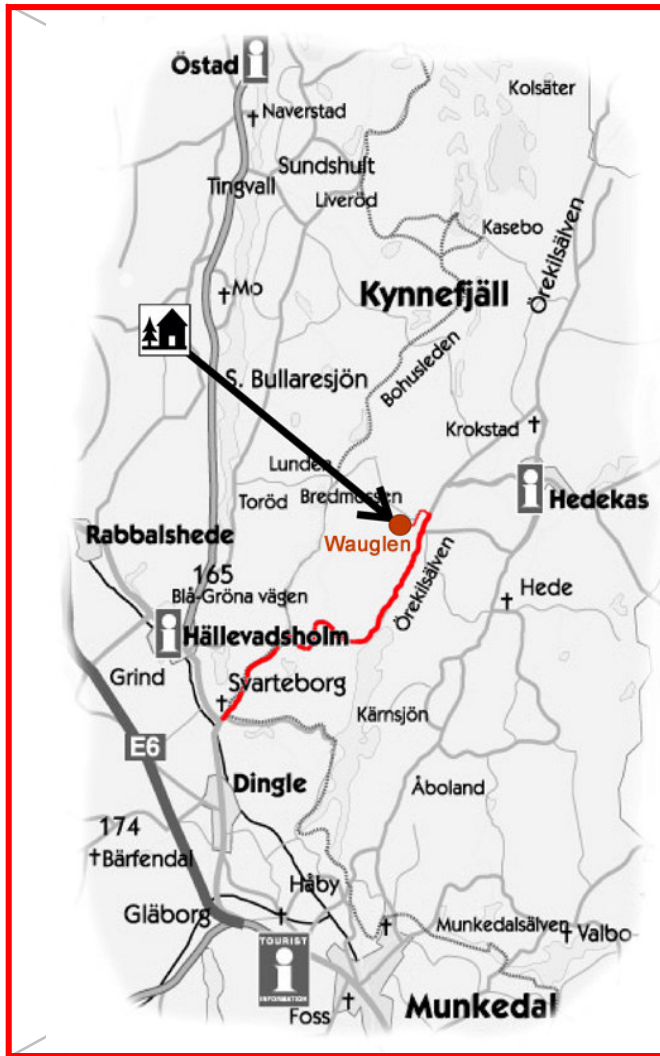 Östad
i
Kolsäter
Naverstad
Sundshult
Tingvall
Liveröd
Kasebo
Örekilsälven
Mo
Kynnefjäll
S. Bullaresjön
Bohusleden
Krokstad
Lunden
Bredmossen
i
Toröd
Hedekas
Rabbalshede
Wauglen
165
Örekilsälven
Hede
Blå-Gröna vägen
i
Hällevadsholm
Grind
Svarteborg
Kärnsjön
E6
Dingle
Åboland
174
Bärfendal
Håby
Gläborg
Munkedalsälven
Valbo
TOURIST
i
INFORMATION
Munkedal
Foss